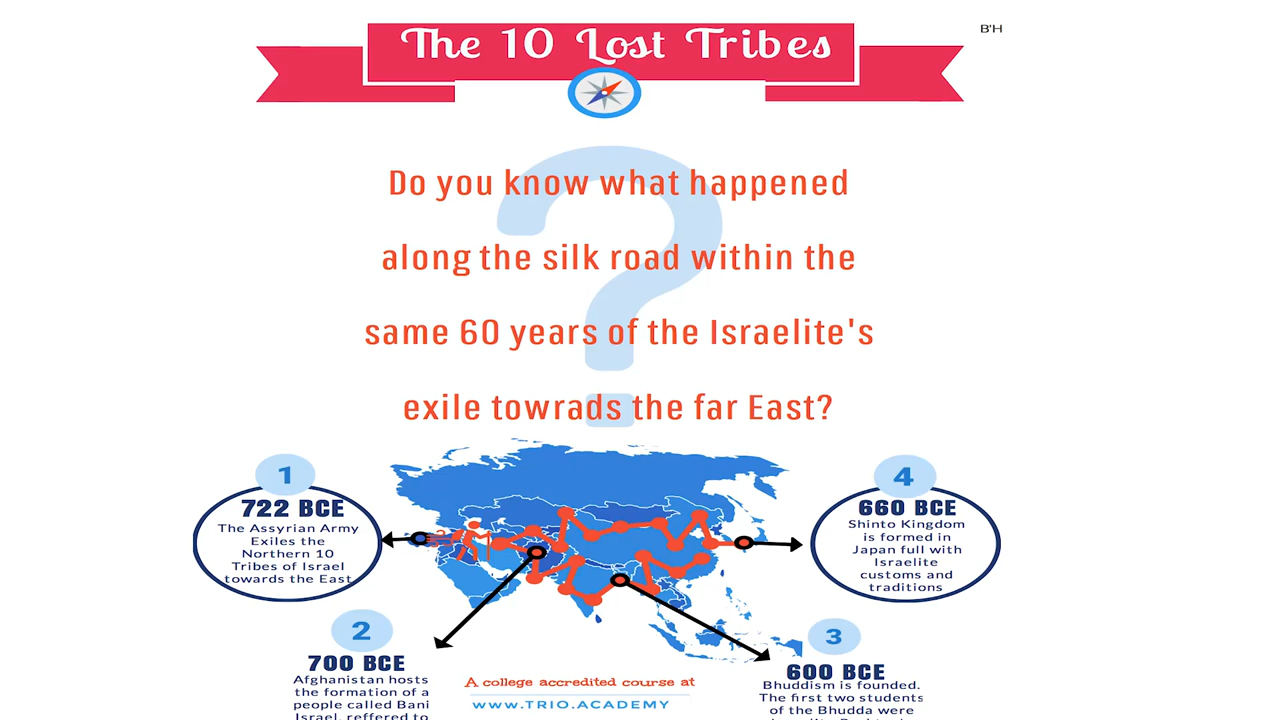 The 10 Lost Tribes
B'H
Do you know what happened
along the silk road within the
same 60 years of the Israelite's
exile towrads the far East?
1
722 BCE
The Assyrian Army
Exiles the
Northern 10
Tribes of Israel
towards the East
4
660 BCE
Shinto Kingdom
is formed in
Japan full with
Israelite
customs and
traditions
2
700 BCE
Afghanistan hosts
the formation of a
people called Bani
Israel, reffered to
3
600 BCE
Bhuddism is founded.
The first two students
of the Bhudda were
A college accredited course at
WWW.TRIO.ACADEMY